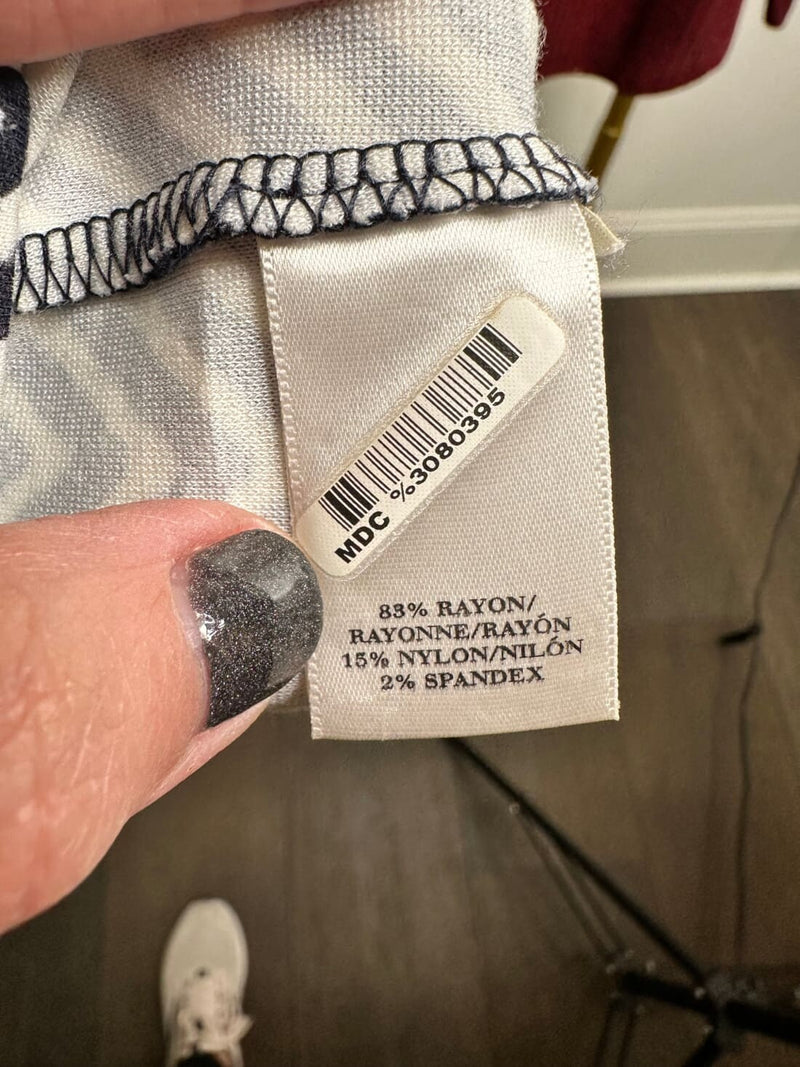 MDC %3080395
83% RAYON/
RAYONNE/RAYÓN
15% NYLON/NILÓN
2% SPANDEX